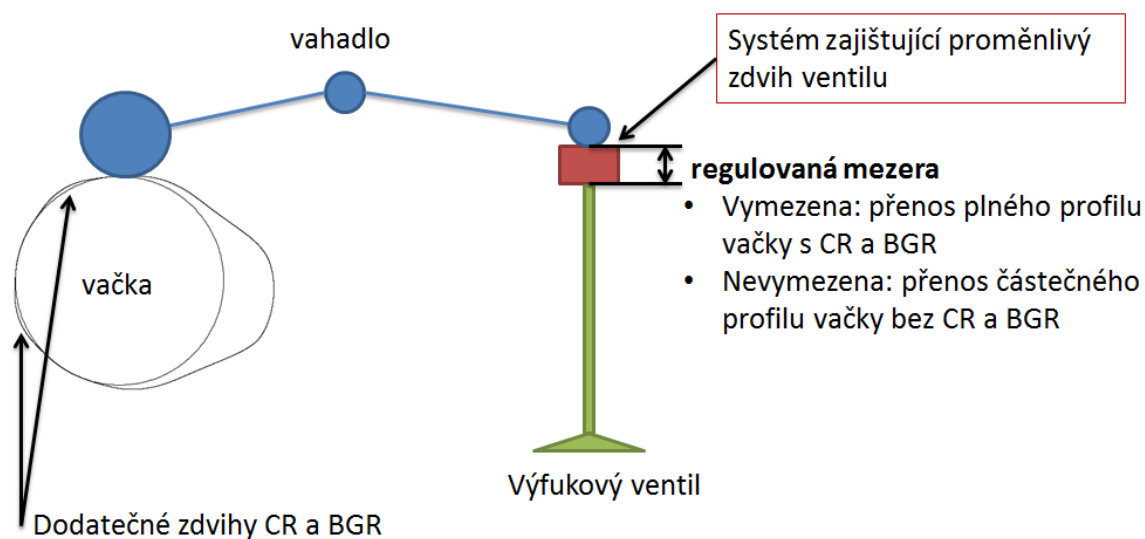 vahadlo
Systém zajištující proměnlivý
zdvih ventilu
regulovaná mezera
• Vymezena: přenos plného profilu
vačky s CR a BGR
• Nevymezena: přenos částečného
profilu vačky bez CR a BGR
vačka
Výfukový ventil
Dodatečné zdvihy CR a BGR